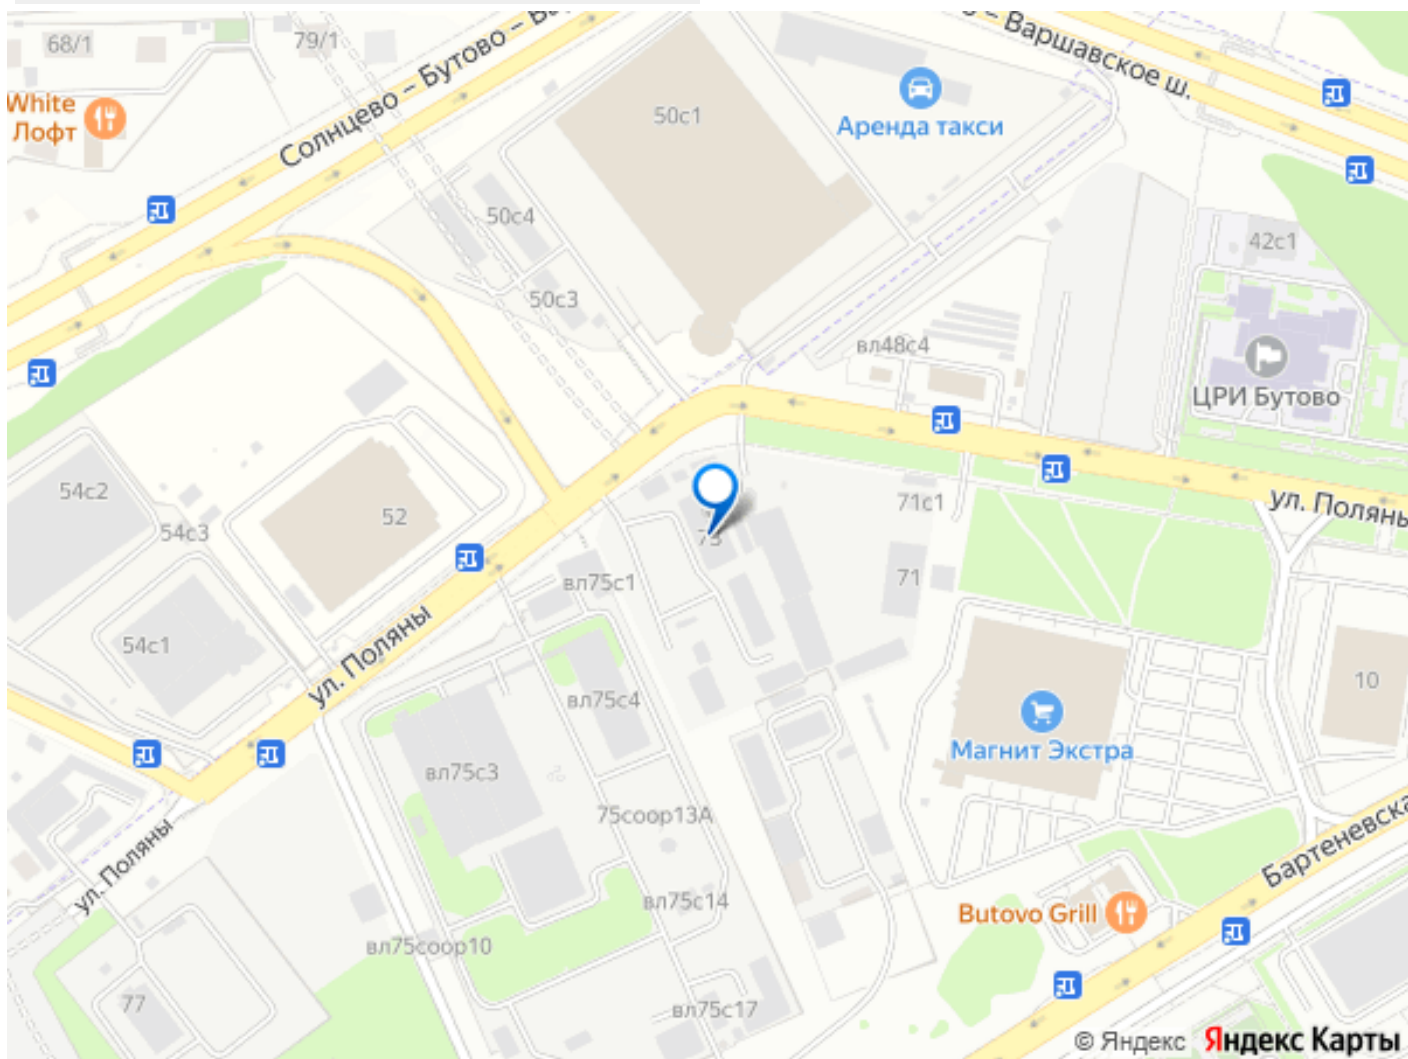 68/1
79/1
Солнцево – Бутово – Ва
– Варшавское ш.
White
Лофт
50с1
Аренда такси
50с4
50с3
42с1
вл48с4
ЦРИ Бутово
54с2
54с3
52
71с1
ул. Поляны
71
вл75с1
54с1
ул. Поляны
вл75с4
10
Магнит Экстра
вл75с3
75соор13А
ул. Поляны
Бартеневска
вл75с14
Butovo Grill
вл75соор10
77
вл75с17
© Яндекс Яндекс Карты